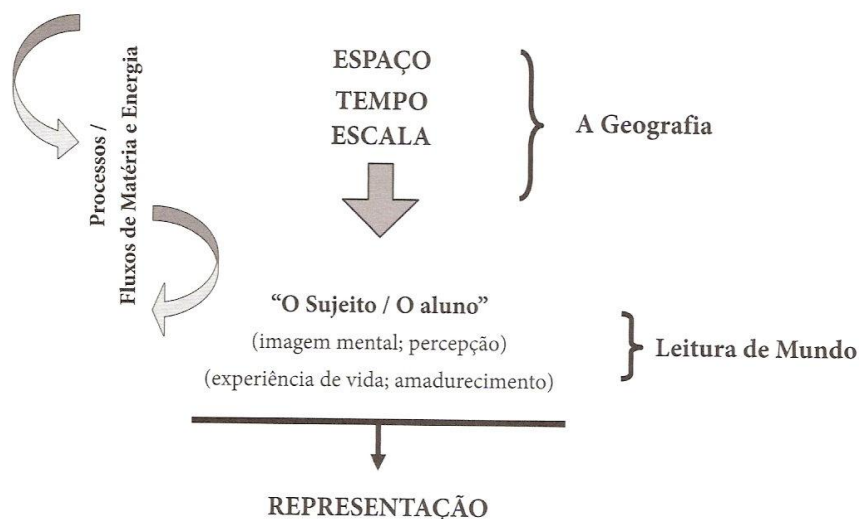 Processos /
Fluxos de Matéria e Energia
ESPAÇO
TEMPO
ESCALA
A Geografia
“O Sujeito / O aluno”
(imagem mental; percepção)
(experiência de vida; amadurecimento)
Leitura de Mundo
REPRESENTAÇÃO